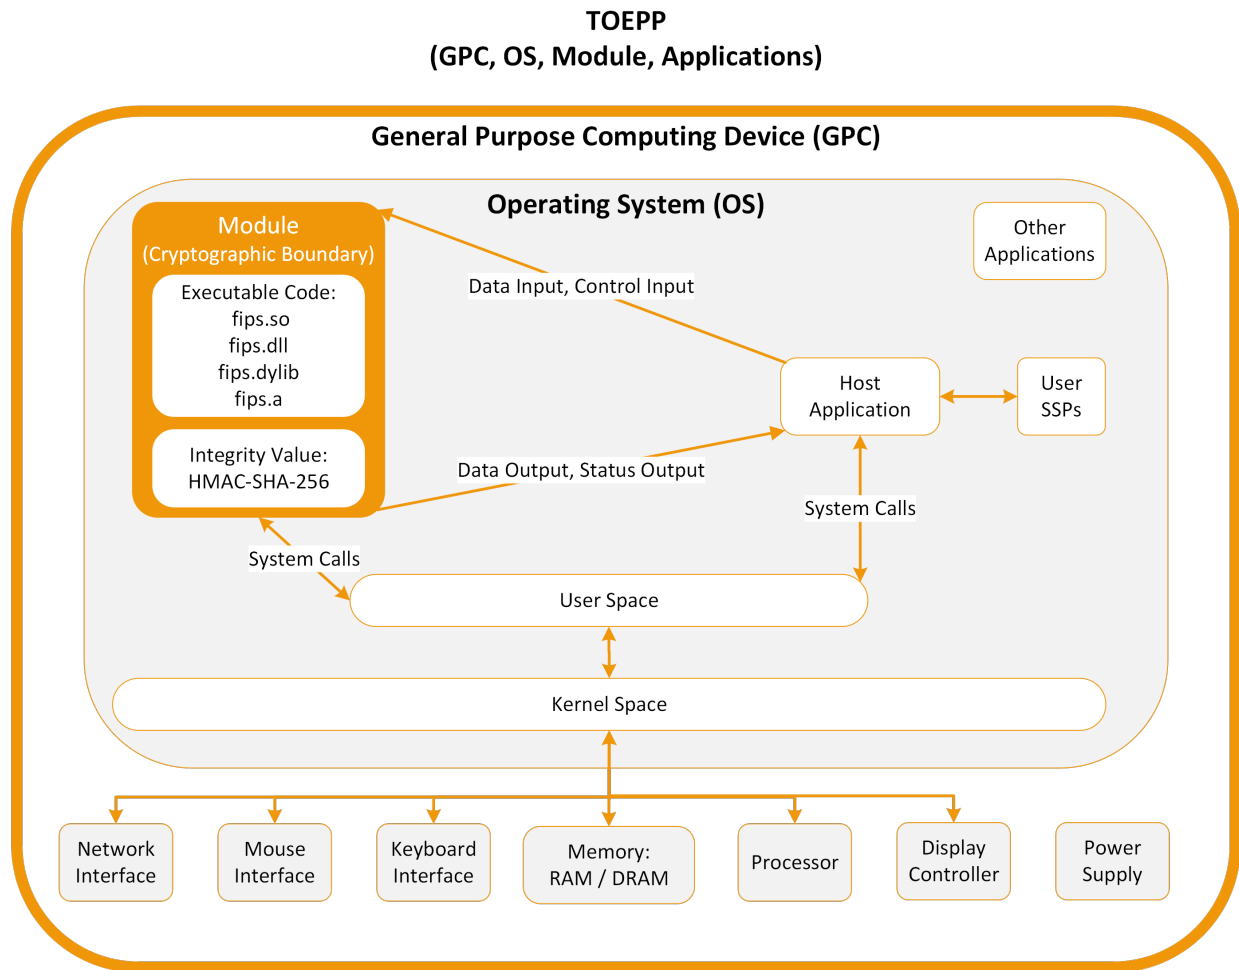 TOEPP
(GPC, OS, Module, Applications)
General Purpose Computing Device (GPC)
Operating System (OS)
Module
(Cryptographic Boundary)
Executable Code:
fips.so
fips.dll
fips.dylib
fips.a
Integrity Value:
HMAC-SHA-256
Data Input, Control Input
Other
Applications
Host
Application
User
SSPs
Data Output, Status Output
System Calls
System Calls
User Space
Kernel Space
Network
Interface
Mouse
Interface
Keyboard
Interface
Memory:
RAM / DRAM
Processor
Display
Controller
Power
Supply